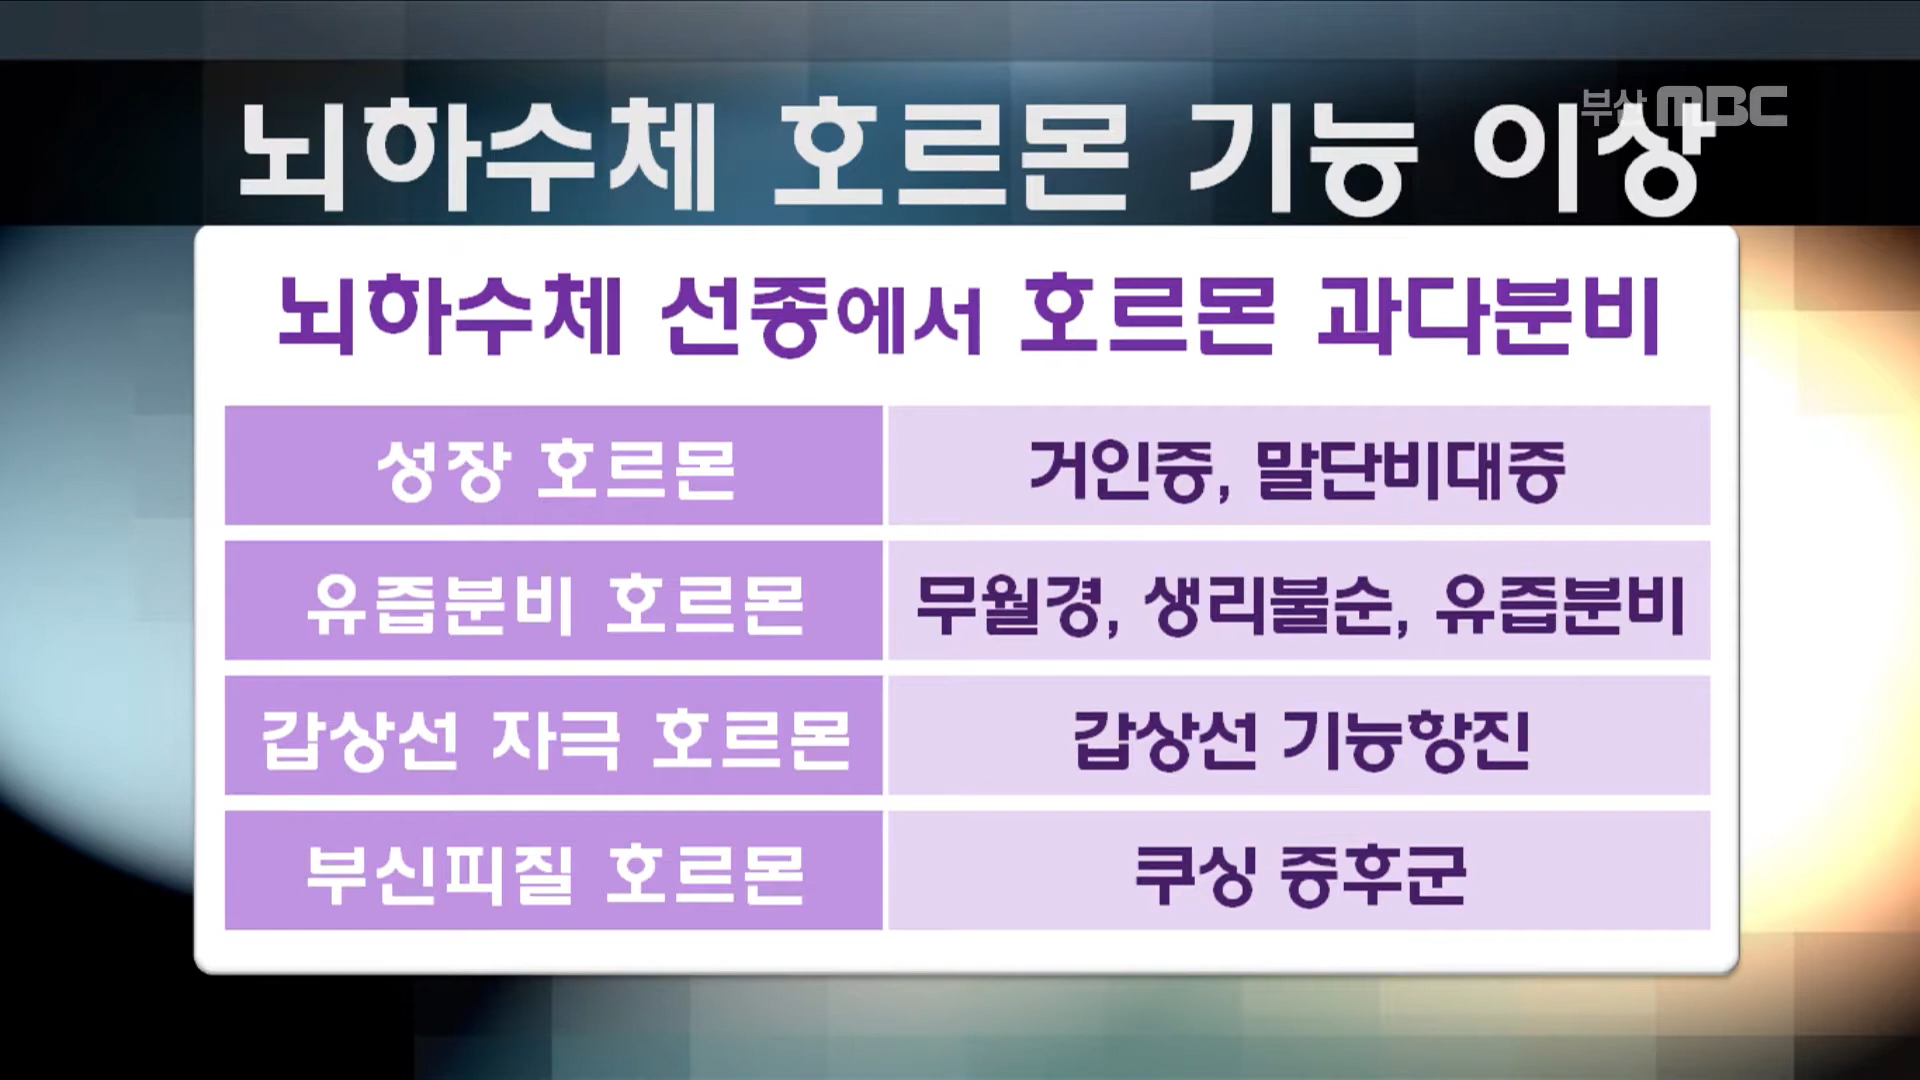 부산 MBC
뇌하수체 호르몬 기능 이상
뇌하수체 선종에서 호르몬 과다분비
성장 호르몬 거인증, 말단비대증
유즙분비 호르몬 무월경, 생리불순, 유즙분비
갑상선 자극 호르몬 갑상선 기능항진
부신피질 호르몬 쿠싱 증후군